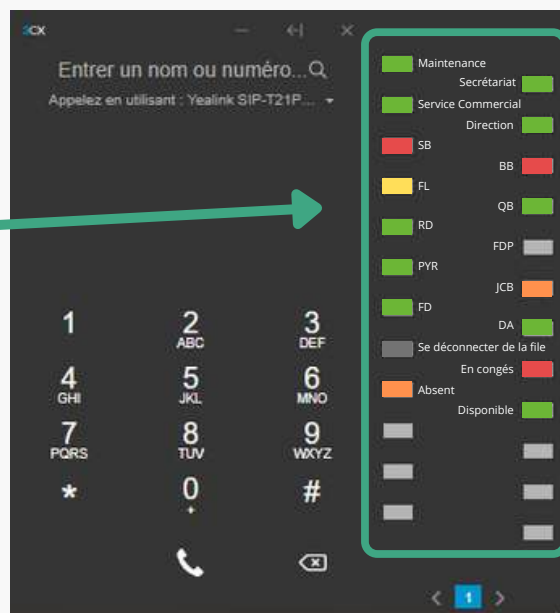 3CX
Entrer un nom ou numéro...
Appelez en utilisant : Yealink SIP-T21P...
1
2
3
ABC
DEF
4
5
6
GHI
JKL
MNO
7
8
9
PQRS
TUV
WXYZ
*
0
#
+
Maintenance
Secrétariat
Service Commercial
Direction
SB
BB
FL
QB
RD
FDP
PYR
JCB
FD
DA
Se déconnecter de la file
En congés
Absent
Disponible
1